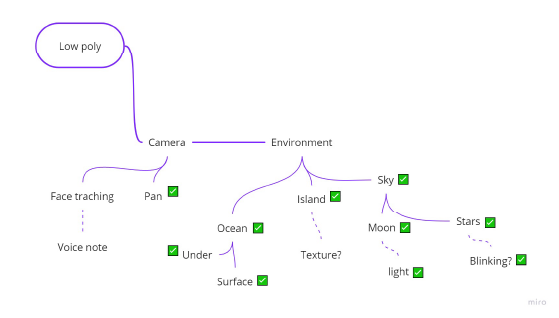 Low poly
Camera
Environment
Face traching
Pan
Island
Sky
Ocean
Moon
Stars
Voice note
Under
Texture?
Surface
light
Blinking?
miro